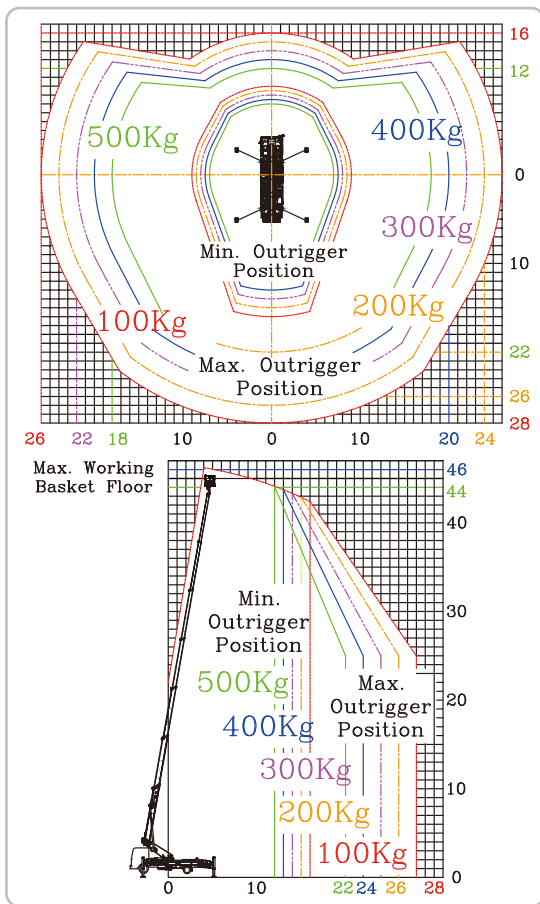 16
12
500Kg
400Kg
0
300Kg
Min. Outrigger
Position
10
200Kg
100Kg
Max. Outrigger
Position
22
26
28
26 22 18 10 0 10 20 24
Max. Working
Basket Floor
46
44
40
30
Min.
Outrigger
Position
500Kg
Max.
Outrigger
Position
20
400Kg
300Kg
10
200Kg
100Kg
0
0 10 22 24 26 28